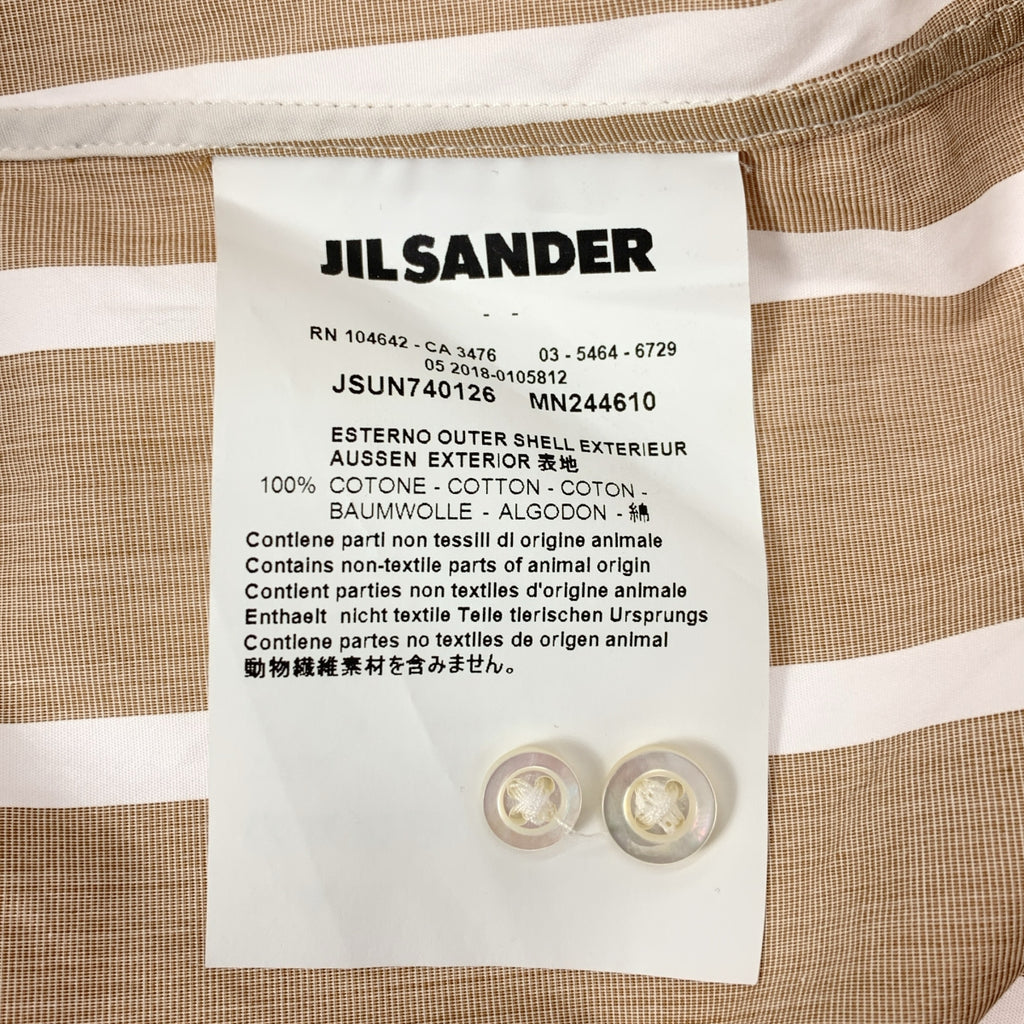 JIL SANDER
- -
RN 104642 - CA 3476 03 - 5464 - 6729
05 2018-0105812
JSUN740126 MN244610
ESTERNO OUTER SHELL EXTERIEUR
AUSSEN EXTERIOR 表地
100% COTONE - COTTON - COTON -
BAUMWOLLE - ALGODON - 綿
Contiene parti non tessili di origine animale
Contains non-textile parts of animal origin
Contient parties non textiles d'origine animale
Enthaelt nicht textile Teile tierischen Ursprungs
Contiene partes no textiles de origen animal
動物繊維素材を含みません。